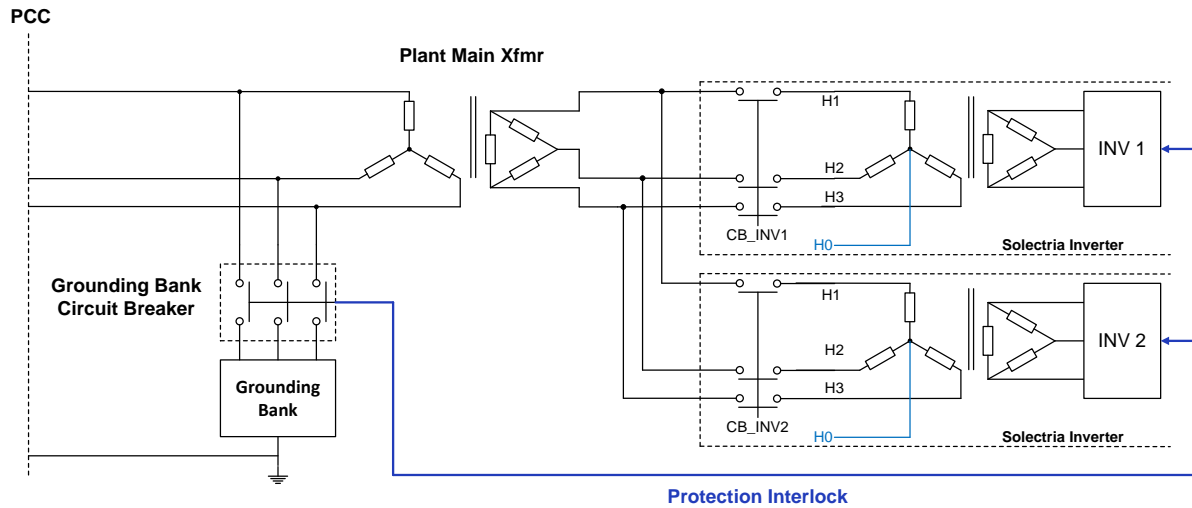 PCC
Plant Main Xfmr
H1
H2
H3
CB_INV1
H0
INV 1
Solectria Inverter
Grounding Bank
Circuit Breaker
Grounding
Bank
H1
H2
H3
CB_INV2
H0
INV 2
Solectria Inverter
Protection Interlock